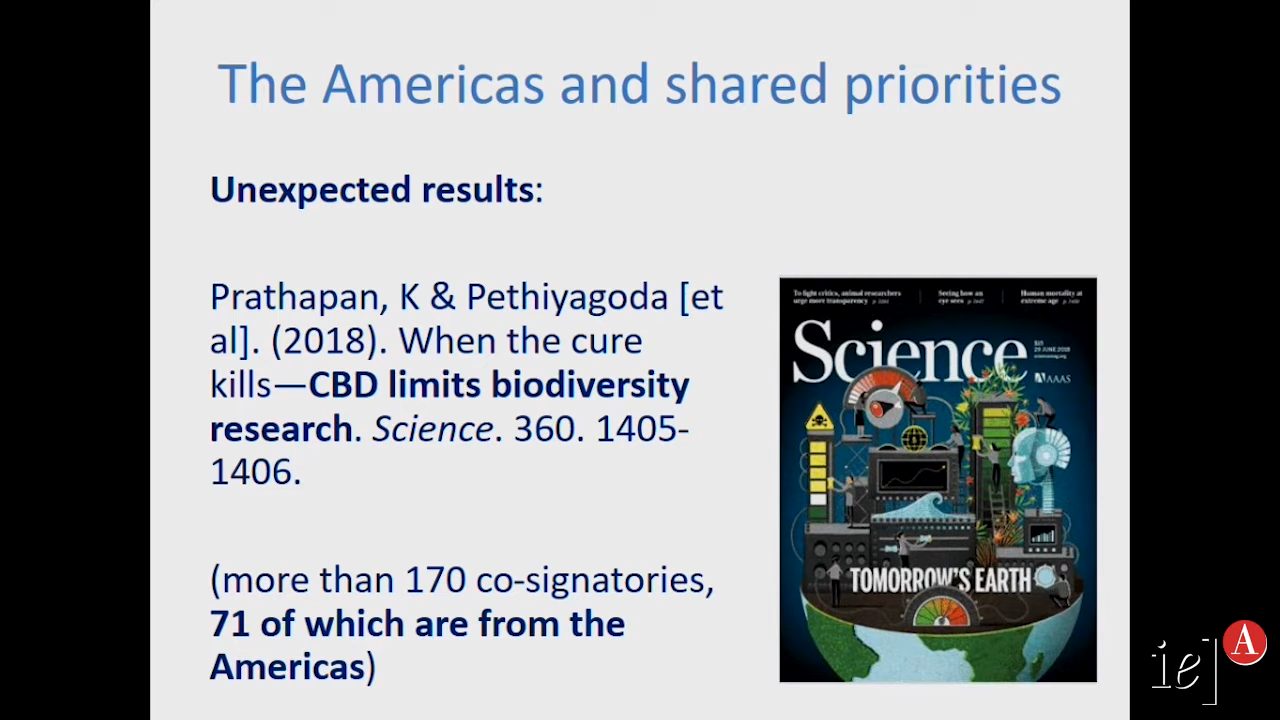 The Americas and shared priorities
Unexpected results:
Prathapan, K & Pethiyagoda [et
al]. (2018). When the cure
kills—CBD limits biodiversity
research. Science. 360. 1405-
1406.
(more than 170 co-signatories,
71 of which are from the
Americas)
To fight critics, animal researchers
urge more transparency
Seeing how an
eye sees
Human mortality at
extreme age
Science
$15
29 JUNE 2018
sciencemag.org
AAAS
TOMORROW'S EARTH
ie]
A